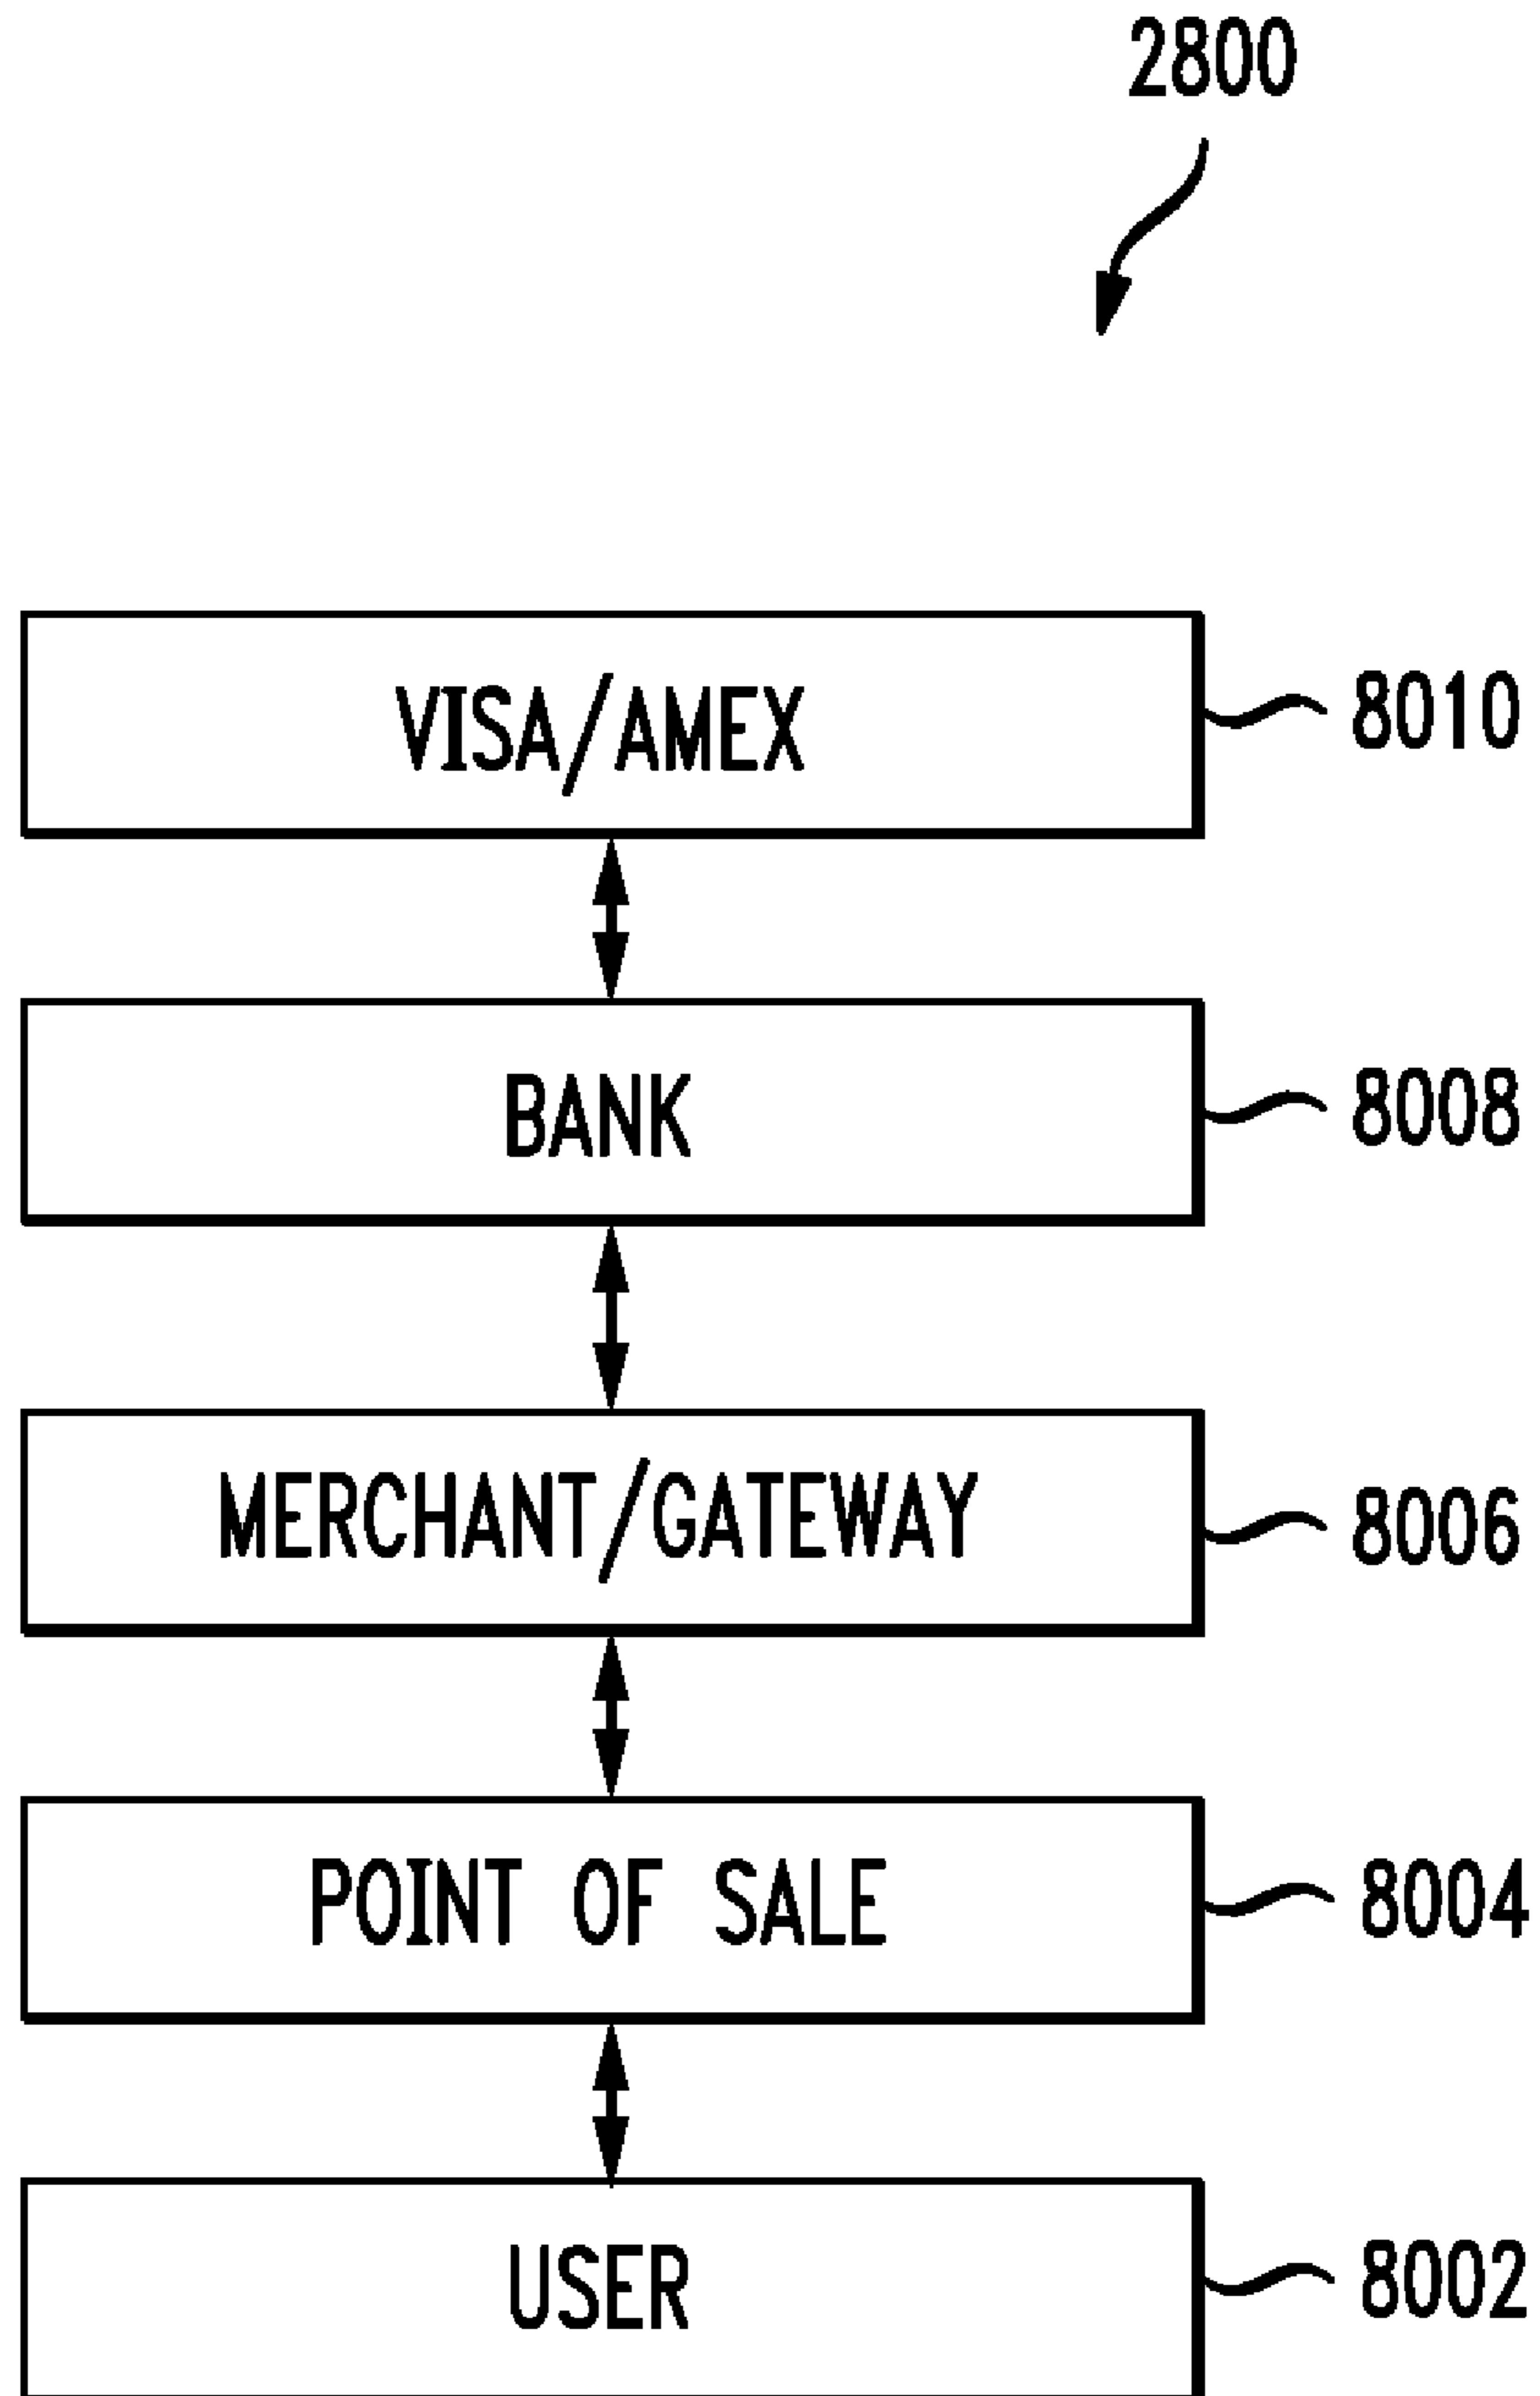 2800
VISA/AMEX
8010
BANK
8008
MERCHANT/GATEWAY
8006
POINT OF SALE
8004
USER
8002